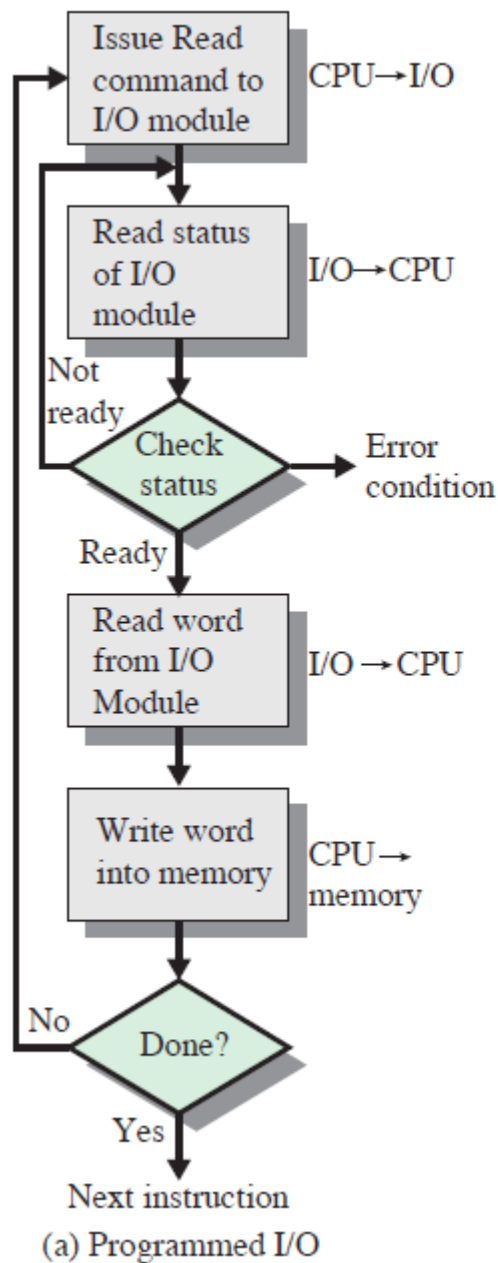 Issue Read
command to
I/O module
CPU→I/O
Read status
of I/O
module
I/O→CPU
Not
ready
Check
status
Error
condition
Ready
Read word
from I/O
Module
I/O → CPU
Write word
into memory
CPU →
memory
No
Done?
Yes
Next instruction
(a) Programmed I/O